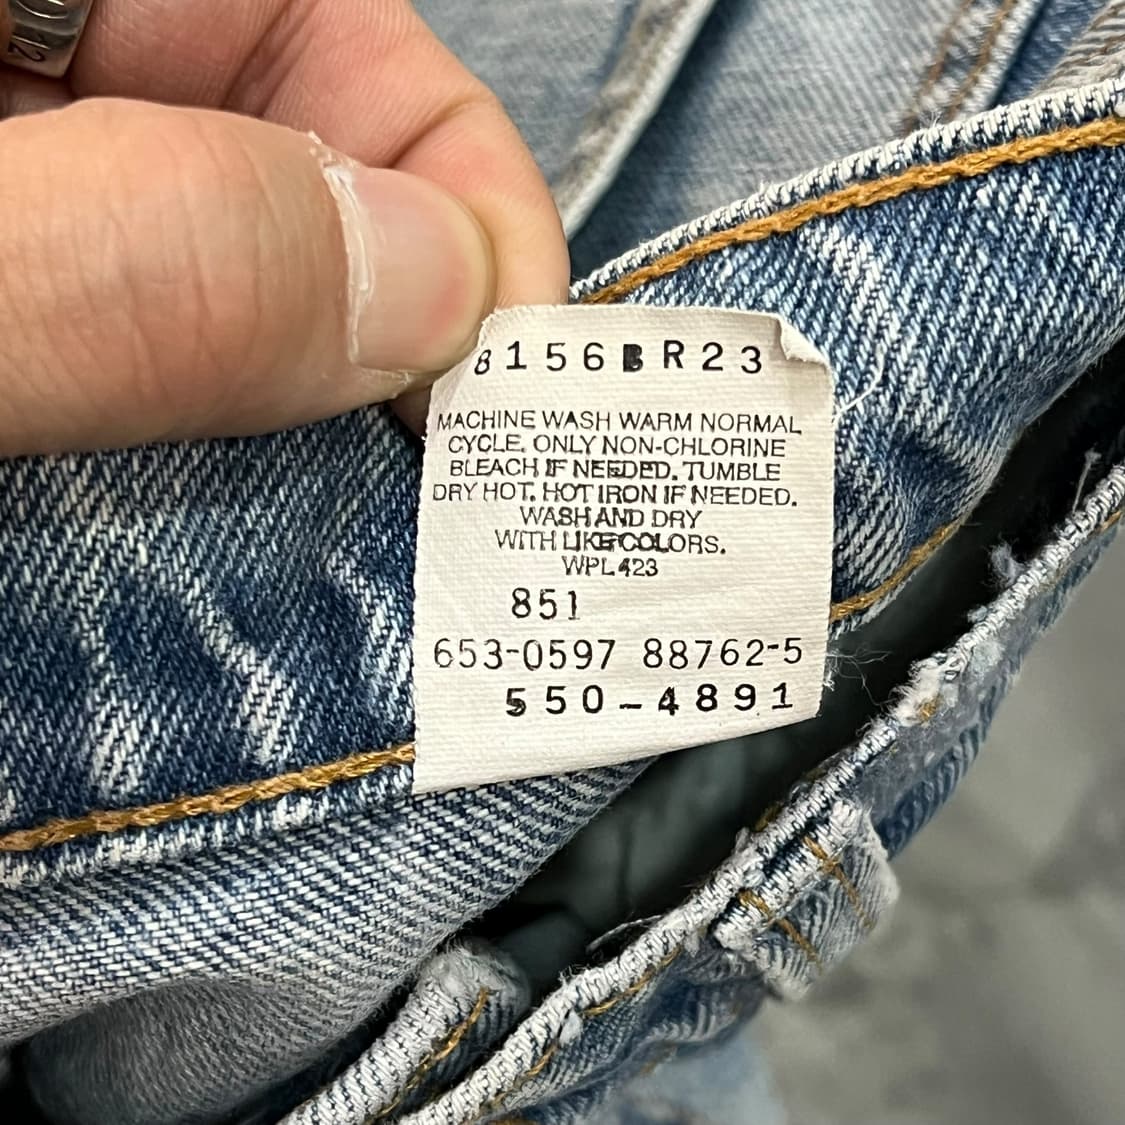 8156BR23
MACHINE WASH WARM NORMAL
CYCLE. ONLY NON-CHLORINE
BLEACH IF NEEDED. TUMBLE
DRY HOT. HOT IRON IF NEEDED.
WASH AND DRY
WITH LIKE COLORS.
WPL 423
851
653-0597 88762-5
550-4891